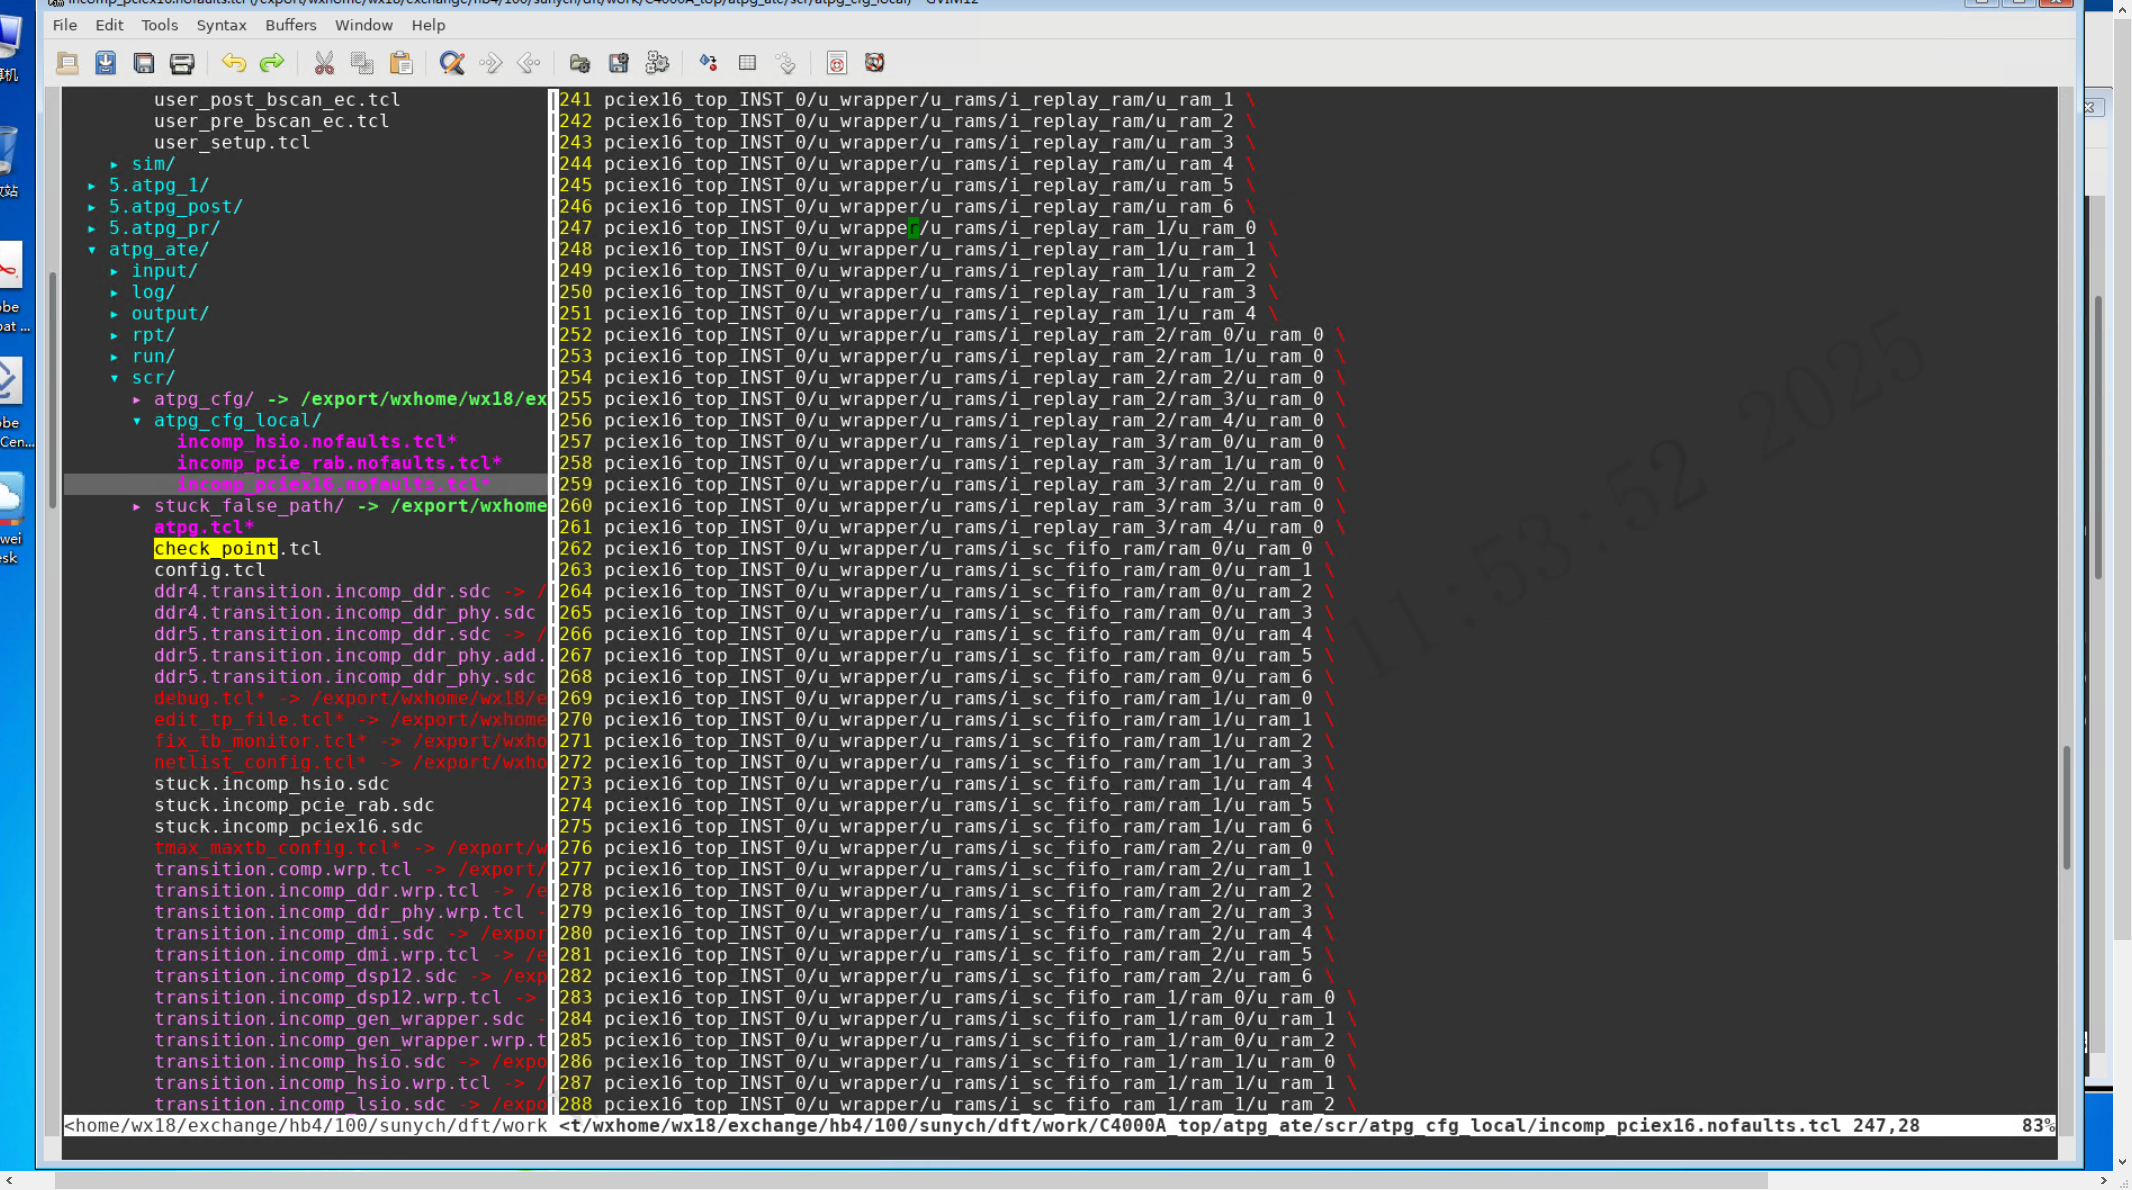 incomp_pciex16.nofaults.tcl (/export/wxhome/wx18/exchange/hb4/100/sunych/dft/work/C4000A_top/atpg_ate/scr/atpg_cfg_local) - GVIM12
File Edit Tools Syntax Buffers Window Help
user_post_bscan_ec.tcl
user_pre_bscan_ec.tcl
user_setup.tcl
▸ sim/
▸ 5.atpg_1/
▸ 5.atpg_post/
▸ 5.atpg_pr/
▾ atpg_ate/
▸ input/
▸ log/
▸ output/
▸ rpt/
▸ run/
▾ scr/
▸ atpg_cfg/ -> /export/wxhome/wx18/ex
▾ atpg_cfg_local/
incomp_hsio.nofaults.tcl*
incomp_pcie_rab.nofaults.tcl*
incomp_pciex16.nofaults.tcl*
▸ stuck_false_path/ -> /export/wxhome
atpg.tcl*
check_point.tcl
config.tcl
ddr4.transition.incomp_ddr.sdc -> /
ddr4.transition.incomp_ddr_phy.sdc
ddr5.transition.incomp_ddr.sdc -> /
ddr5.transition.incomp_ddr_phy.add.
ddr5.transition.incomp_ddr_phy.sdc
debug.tcl* -> /export/wxhome/wx18/e
edit_tp_file.tcl* -> /export/wxhome
fix_tb_monitor.tcl* -> /export/wxho
netlist_config.tcl* -> /export/wxho
stuck.incomp_hsio.sdc
stuck.incomp_pcie_rab.sdc
stuck.incomp_pciex16.sdc
tmax_maxtb_config.tcl* -> /export/w
transition.comp.wrp.tcl -> /export/
transition.incomp_ddr.wrp.tcl -> /e
transition.incomp_ddr_phy.wrp.tcl -
transition.incomp_dmi.sdc -> /expor
transition.incomp_dmi.wrp.tcl -> /e
transition.incomp_dsp12.sdc -> /exp
transition.incomp_dsp12.wrp.tcl ->
transition.incomp_gen_wrapper.sdc -
transition.incomp_gen_wrapper.wrp.t
transition.incomp_hsio.sdc -> /expo
transition.incomp_hsio.wrp.tcl -> /
transition.incomp_lsio.sdc -> /expo
241 pciex16_top_INST_0/u_wrapper/u_rams/i_replay_ram/u_ram_1 \
242 pciex16_top_INST_0/u_wrapper/u_rams/i_replay_ram/u_ram_2 \
243 pciex16_top_INST_0/u_wrapper/u_rams/i_replay_ram/u_ram_3 \
244 pciex16_top_INST_0/u_wrapper/u_rams/i_replay_ram/u_ram_4 \
245 pciex16_top_INST_0/u_wrapper/u_rams/i_replay_ram/u_ram_5 \
246 pciex16_top_INST_0/u_wrapper/u_rams/i_replay_ram/u_ram_6 \
247 pciex16_top_INST_0/u_wrapper/u_rams/i_replay_ram_1/u_ram_0 \
248 pciex16_top_INST_0/u_wrapper/u_rams/i_replay_ram_1/u_ram_1 \
249 pciex16_top_INST_0/u_wrapper/u_rams/i_replay_ram_1/u_ram_2 \
250 pciex16_top_INST_0/u_wrapper/u_rams/i_replay_ram_1/u_ram_3 \
251 pciex16_top_INST_0/u_wrapper/u_rams/i_replay_ram_1/u_ram_4 \
252 pciex16_top_INST_0/u_wrapper/u_rams/i_replay_ram_2/ram_0/u_ram_0 \
253 pciex16_top_INST_0/u_wrapper/u_rams/i_replay_ram_2/ram_1/u_ram_0 \
254 pciex16_top_INST_0/u_wrapper/u_rams/i_replay_ram_2/ram_2/u_ram_0 \
255 pciex16_top_INST_0/u_wrapper/u_rams/i_replay_ram_2/ram_3/u_ram_0 \
256 pciex16_top_INST_0/u_wrapper/u_rams/i_replay_ram_2/ram_4/u_ram_0 \
257 pciex16_top_INST_0/u_wrapper/u_rams/i_replay_ram_3/ram_0/u_ram_0 \
258 pciex16_top_INST_0/u_wrapper/u_rams/i_replay_ram_3/ram_1/u_ram_0 \
259 pciex16_top_INST_0/u_wrapper/u_rams/i_replay_ram_3/ram_2/u_ram_0 \
260 pciex16_top_INST_0/u_wrapper/u_rams/i_replay_ram_3/ram_3/u_ram_0 \
261 pciex16_top_INST_0/u_wrapper/u_rams/i_replay_ram_3/ram_4/u_ram_0 \
262 pciex16_top_INST_0/u_wrapper/u_rams/i_sc_fifo_ram/ram_0/u_ram_0 \
263 pciex16_top_INST_0/u_wrapper/u_rams/i_sc_fifo_ram/ram_0/u_ram_1 \
264 pciex16_top_INST_0/u_wrapper/u_rams/i_sc_fifo_ram/ram_0/u_ram_2 \
265 pciex16_top_INST_0/u_wrapper/u_rams/i_sc_fifo_ram/ram_0/u_ram_3 \
266 pciex16_top_INST_0/u_wrapper/u_rams/i_sc_fifo_ram/ram_0/u_ram_4 \
267 pciex16_top_INST_0/u_wrapper/u_rams/i_sc_fifo_ram/ram_0/u_ram_5 \
268 pciex16_top_INST_0/u_wrapper/u_rams/i_sc_fifo_ram/ram_0/u_ram_6 \
269 pciex16_top_INST_0/u_wrapper/u_rams/i_sc_fifo_ram/ram_1/u_ram_0 \
270 pciex16_top_INST_0/u_wrapper/u_rams/i_sc_fifo_ram/ram_1/u_ram_1 \
271 pciex16_top_INST_0/u_wrapper/u_rams/i_sc_fifo_ram/ram_1/u_ram_2 \
272 pciex16_top_INST_0/u_wrapper/u_rams/i_sc_fifo_ram/ram_1/u_ram_3 \
273 pciex16_top_INST_0/u_wrapper/u_rams/i_sc_fifo_ram/ram_1/u_ram_4 \
274 pciex16_top_INST_0/u_wrapper/u_rams/i_sc_fifo_ram/ram_1/u_ram_5 \
275 pciex16_top_INST_0/u_wrapper/u_rams/i_sc_fifo_ram/ram_1/u_ram_6 \
276 pciex16_top_INST_0/u_wrapper/u_rams/i_sc_fifo_ram/ram_2/u_ram_0 \
277 pciex16_top_INST_0/u_wrapper/u_rams/i_sc_fifo_ram/ram_2/u_ram_1 \
278 pciex16_top_INST_0/u_wrapper/u_rams/i_sc_fifo_ram/ram_2/u_ram_2 \
279 pciex16_top_INST_0/u_wrapper/u_rams/i_sc_fifo_ram/ram_2/u_ram_3 \
280 pciex16_top_INST_0/u_wrapper/u_rams/i_sc_fifo_ram/ram_2/u_ram_4 \
281 pciex16_top_INST_0/u_wrapper/u_rams/i_sc_fifo_ram/ram_2/u_ram_5 \
282 pciex16_top_INST_0/u_wrapper/u_rams/i_sc_fifo_ram/ram_2/u_ram_6 \
283 pciex16_top_INST_0/u_wrapper/u_rams/i_sc_fifo_ram_1/ram_0/u_ram_0 \
284 pciex16_top_INST_0/u_wrapper/u_rams/i_sc_fifo_ram_1/ram_0/u_ram_1 \
285 pciex16_top_INST_0/u_wrapper/u_rams/i_sc_fifo_ram_1/ram_0/u_ram_2 \
286 pciex16_top_INST_0/u_wrapper/u_rams/i_sc_fifo_ram_1/ram_1/u_ram_0 \
287 pciex16_top_INST_0/u_wrapper/u_rams/i_sc_fifo_ram_1/ram_1/u_ram_1 \
288 pciex16_top_INST_0/u_wrapper/u_rams/i_sc_fifo_ram_1/ram_1/u_ram_2 \
<home/wx18/exchange/hb4/100/sunych/dft/work <t/wxhome/wx18/exchange/hb4/100/sunych/dft/work/C4000A_top/atpg_ate/scr/atpg_cfg_local/incomp_pciex16.nofaults.tcl 247,28 83%
11:53:52 2025